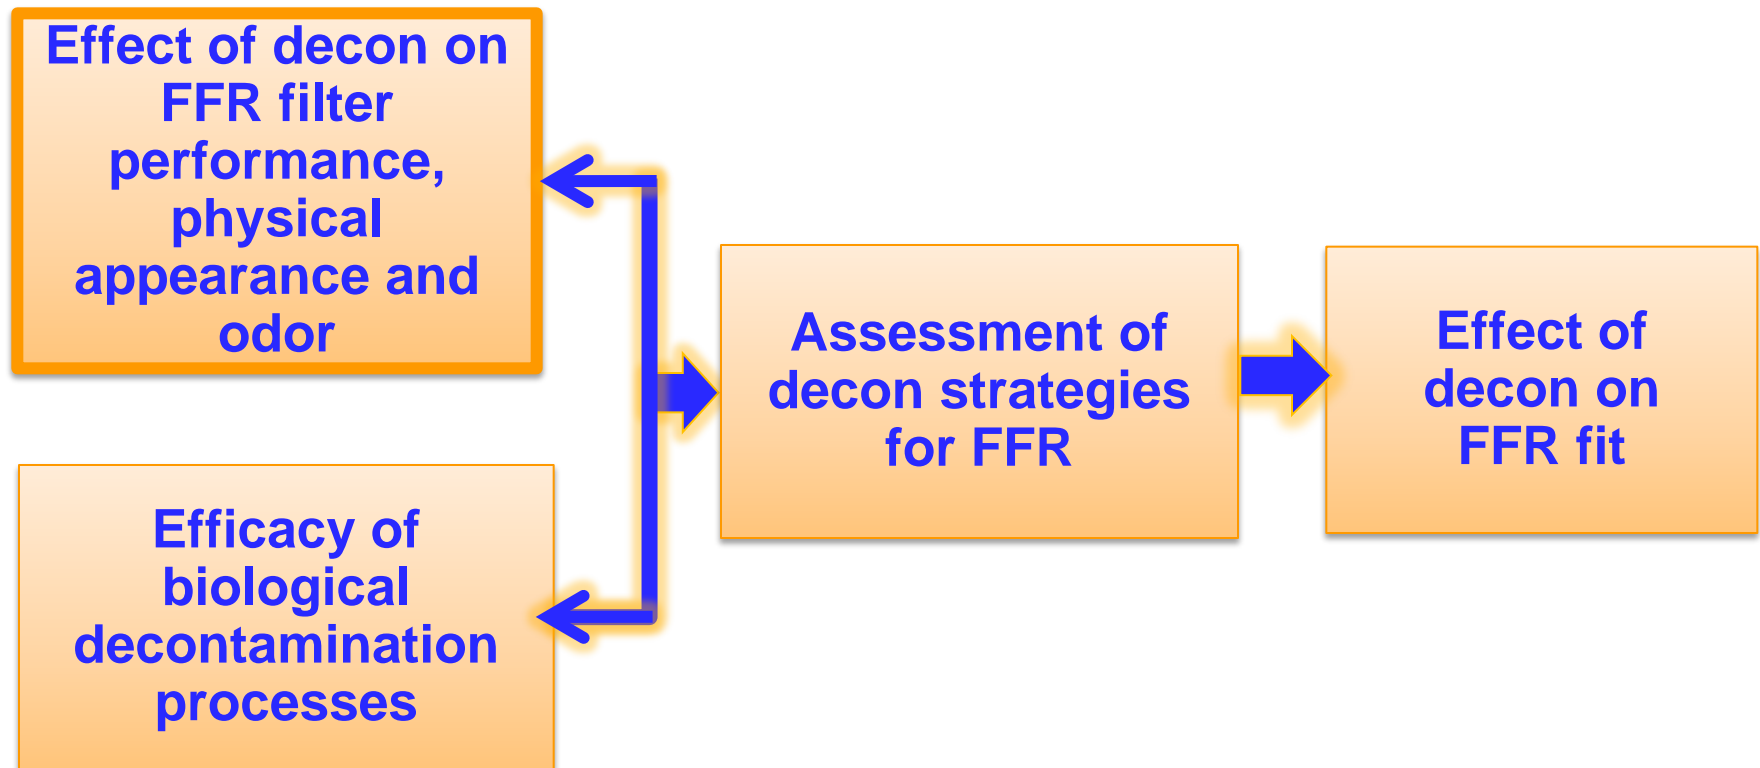 Effect of decon on
FFR filter
performance,
physical
appearance and
odor
Efficacy of
biological
decontamination
processes
Assessment of
decon strategies
for FFR
Effect of
decon on
FFR fit